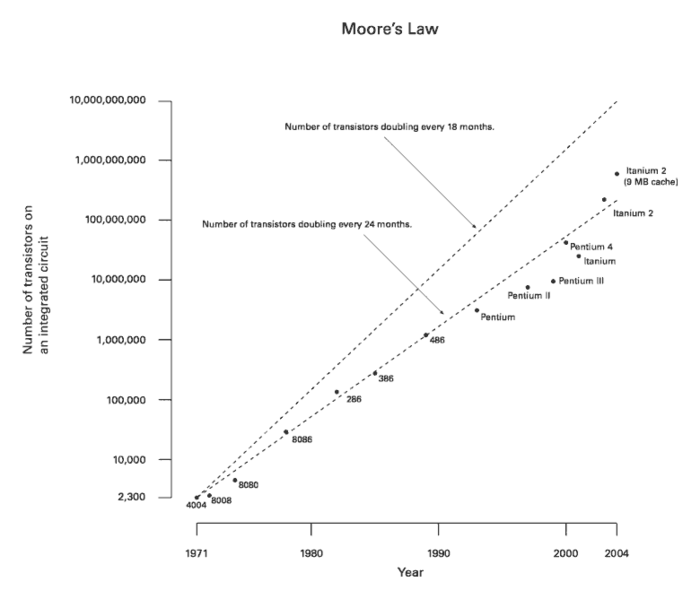 Moore's Law
10,000,000,000
Number of transistors doubling every 18 months.
1,000,000,000
Itanium 2
(9 MB cache)
100,000,000
Number of transistors doubling every 24 months.
Itanium 2
Number of transistors on
an integrated circuit
Pentium 4
Itanium
10,000,000
Pentium III
Pentium II
Pentium
1,000,000
486
386
100,000
286
8086
10,000
8080
2,300
4004
8008
1971
1980
1990
2000
2004
Year